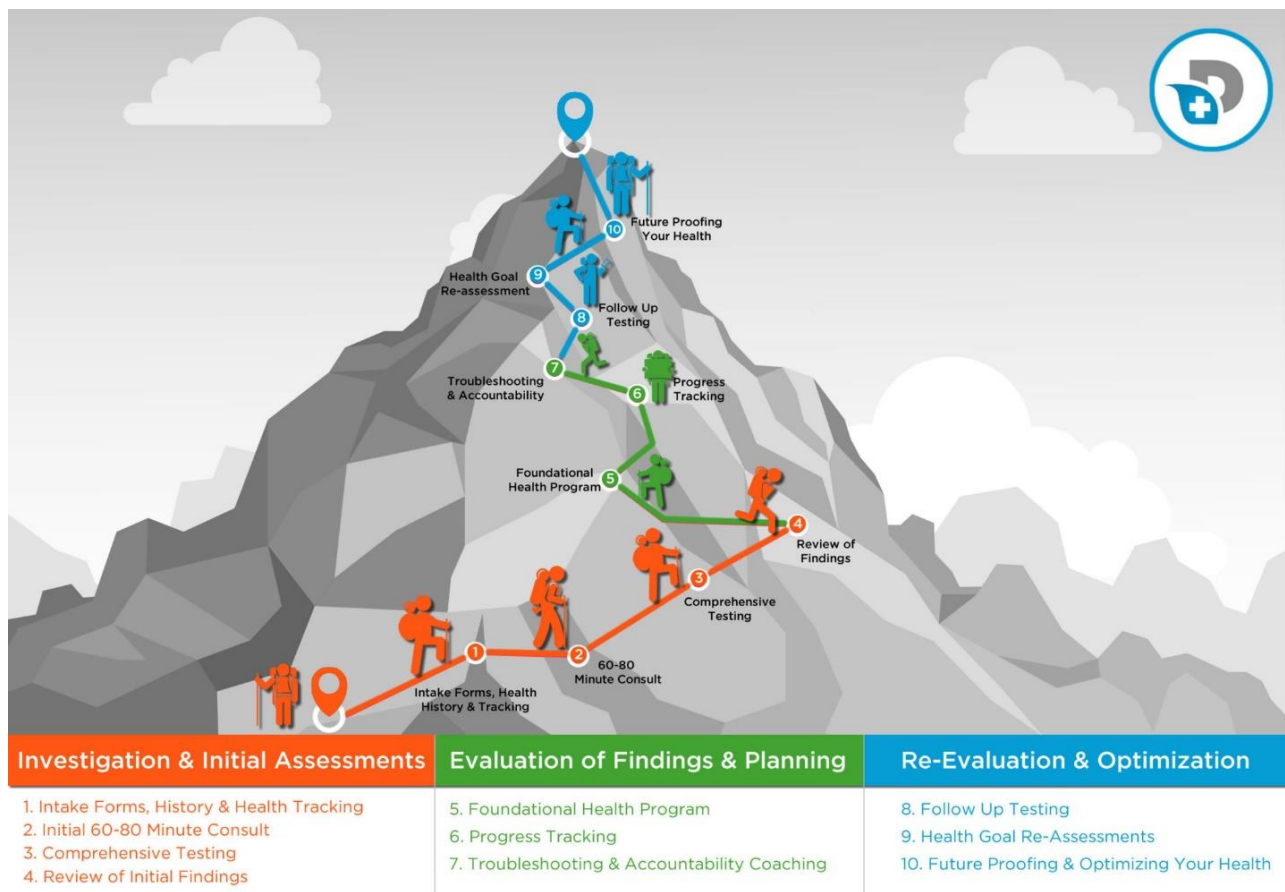 10
Future Proofing
Your Health
9
Health Goal
Re-assessment
8
Follow Up
Testing
7
Troubleshooting
& Accountability
6
Progress
Tracking
5
Foundational
Health Program
4
Review of
Findings
3
Comprehensive
Testing
2
60-80
Minute Consult
1
Intake Forms, Health
History & Tracking
Investigation & Initial Assessments
1. Intake Forms, History & Health Tracking
2. Initial 60-80 Minute Consult
3. Comprehensive Testing
4. Review of Initial Findings
Evaluation of Findings & Planning
5. Foundational Health Program
6. Progress Tracking
7. Troubleshooting & Accountability Coaching
Re-Evaluation & Optimization
8. Follow Up Testing
9. Health Goal Re-Assessments
10. Future Proofing & Optimizing Your Health